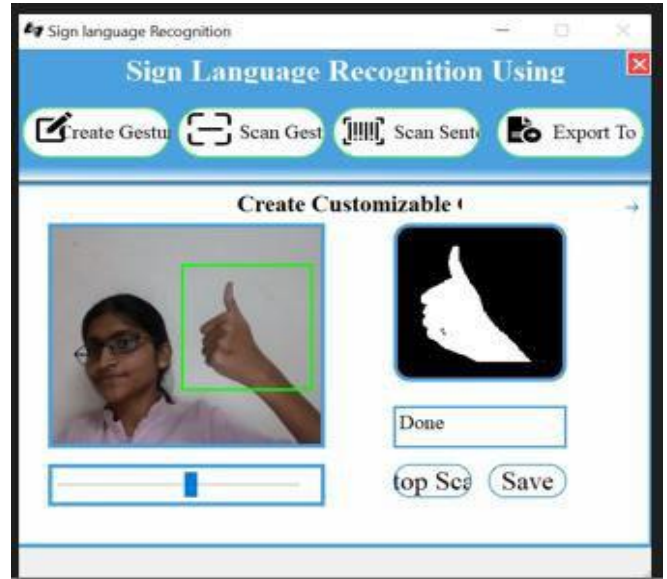 Sign language Recognition
Sign Language Recognition Using
Create Gestu
Scan Gest
Scan Sent
Export To
Create Customizable
Done
top Sca
Save